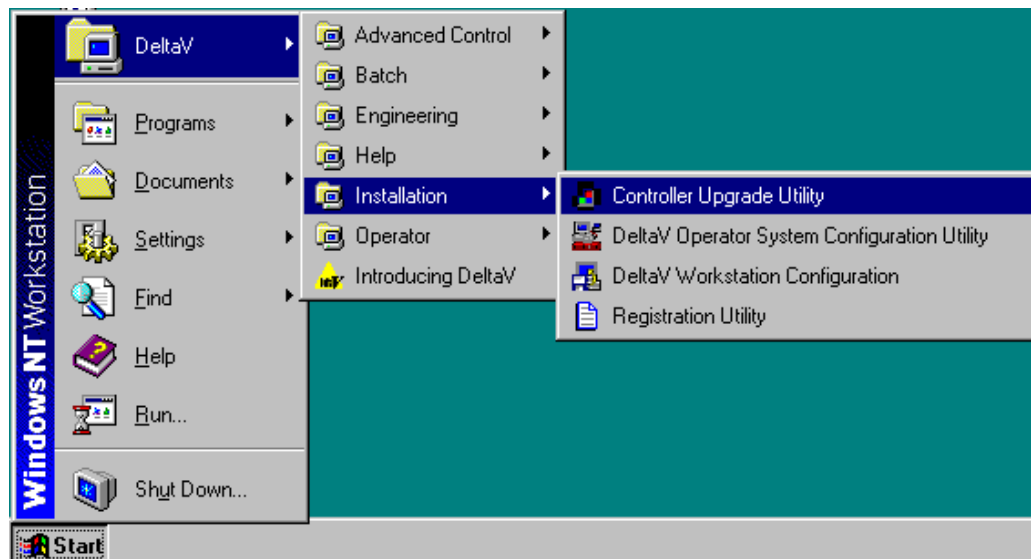 DeltaV
Programs
Documents
Settings
Find
Help
Run...
Shut Down...
Windows NT Workstation
Start
Advanced Control
Batch
Engineering
Help
Installation
Operator
Introducing DeltaV
Controller Upgrade Utility
DeltaV Operator System Configuration Utility
DeltaV Workstation Configuration
Registration Utility